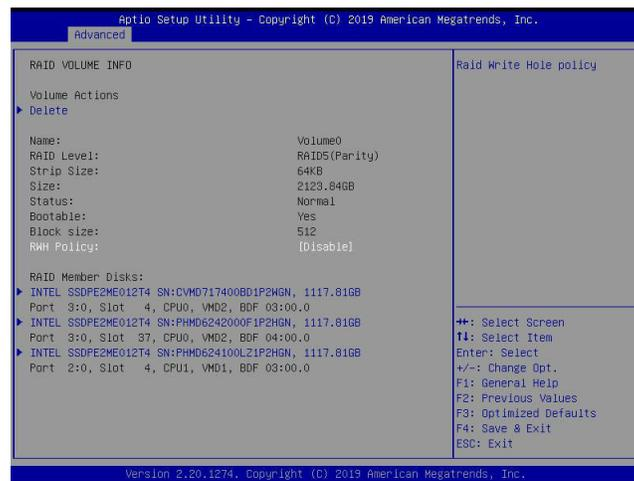 Aptio Setup Utility – Copyright (C) 2019 American Megatrends, Inc.
Advanced
RAID VOLUME INFO
Volume Actions
Delete
Name: Volume0
RAID Level: RAID5(Parity)
Strip Size: 64KB
Size: 2123.84GB
Status: Normal
Bootable: Yes
Block size: 512
RWH Policy: [Disable]
RAID Member Disks:
INTEL SSDPE2ME012T4 SN:CVMD717400BD1P2WGN, 1117.81GB
Port 3:0, Slot 4, CPU0, VMD2, BDF 03:00.0
INTEL SSDPE2ME012T4 SN:PHMD6242000F1P2HGN, 1117.81GB
Port 3:0, Slot 37, CPU0, VMD2, BDF 04:00.0
INTEL SSDPE2ME012T4 SN:PHMD624100LZ1P2HGN, 1117.81GB
Port 2:0, Slot 4, CPU1, VMD1, BDF 03:00.0
Raid Write Hole policy
→←: Select Screen
↑↓: Select Item
Enter: Select
+/-: Change Opt.
F1: General Help
F2: Previous Values
F3: Optimized Defaults
F4: Save & Exit
ESC: Exit
Version 2.20.1274. Copyright (C) 2019 American Megatrends, Inc.